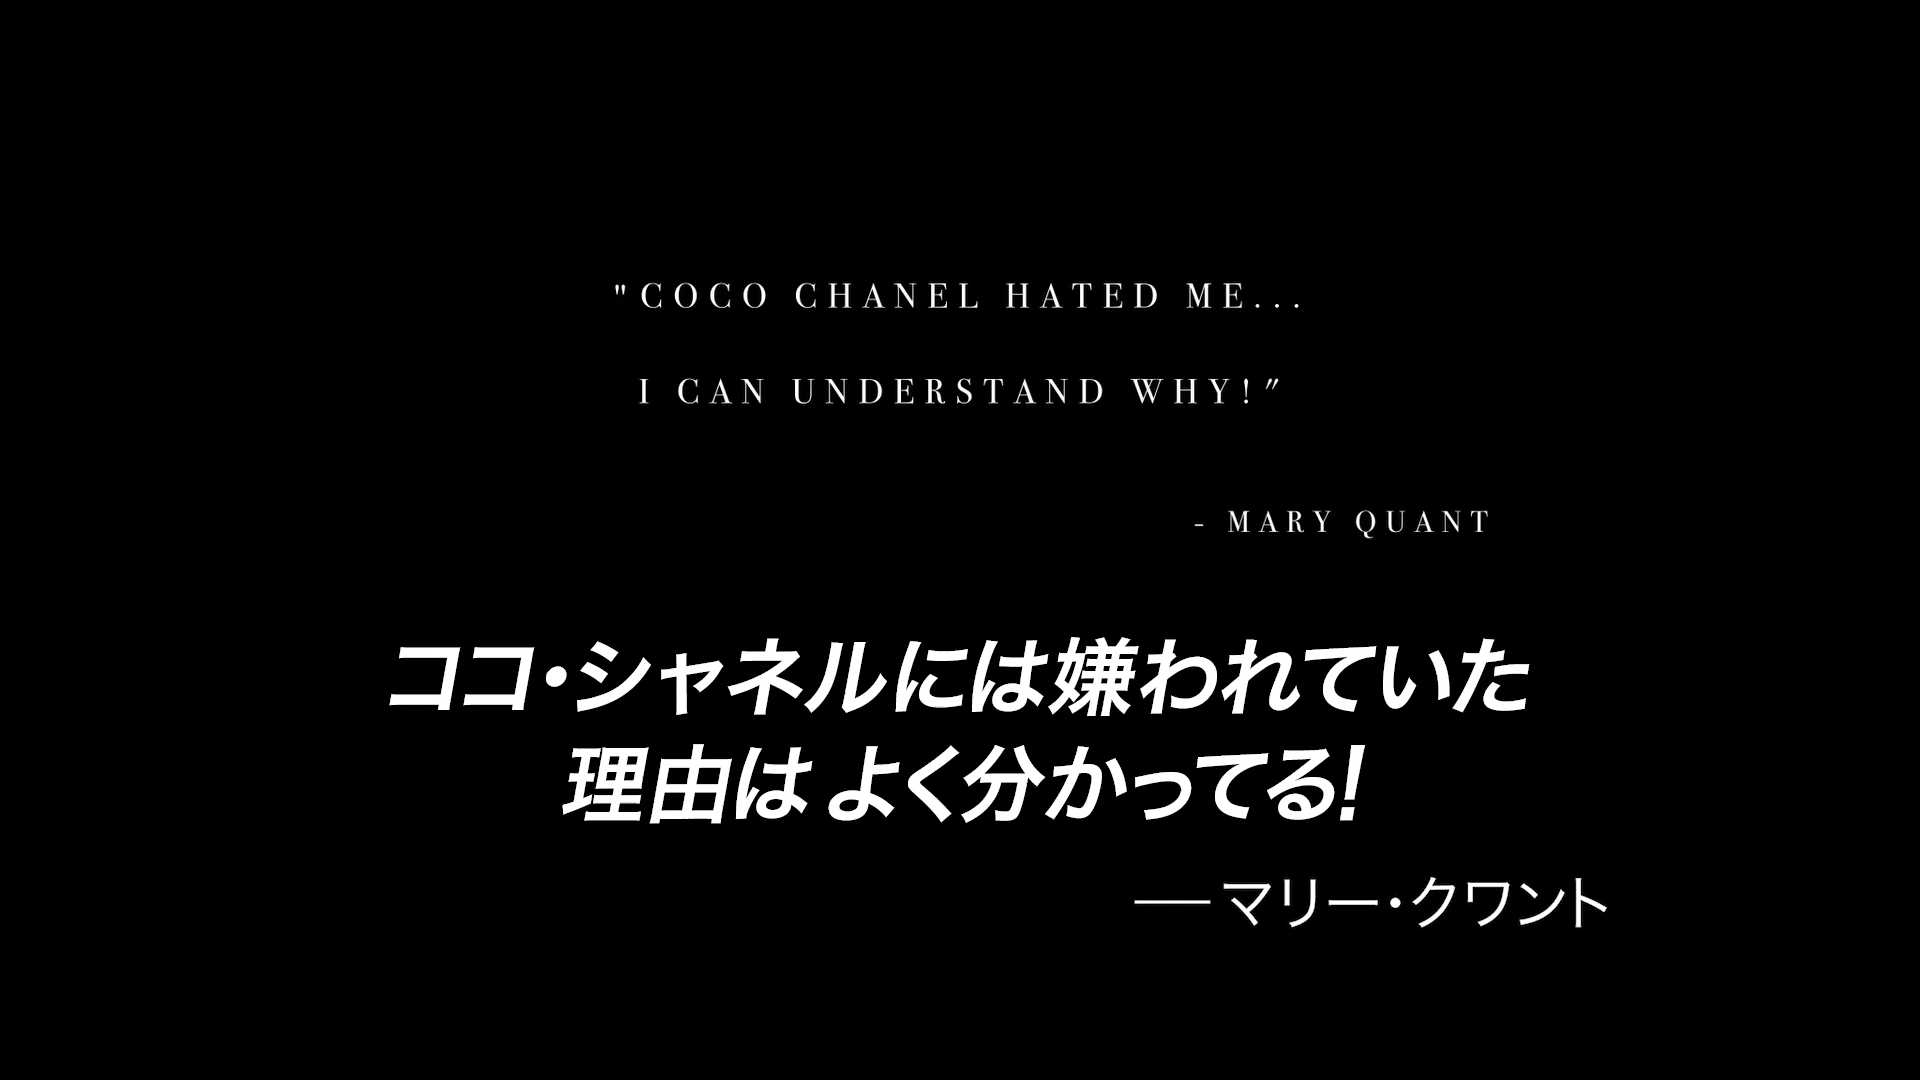 "COCO CHANEL HATED ME...
I CAN UNDERSTAND WHY!"
- MARY QUANT
ココ・シャネルには嫌われていた
理由は よく分かってる!
──マリー・クワント